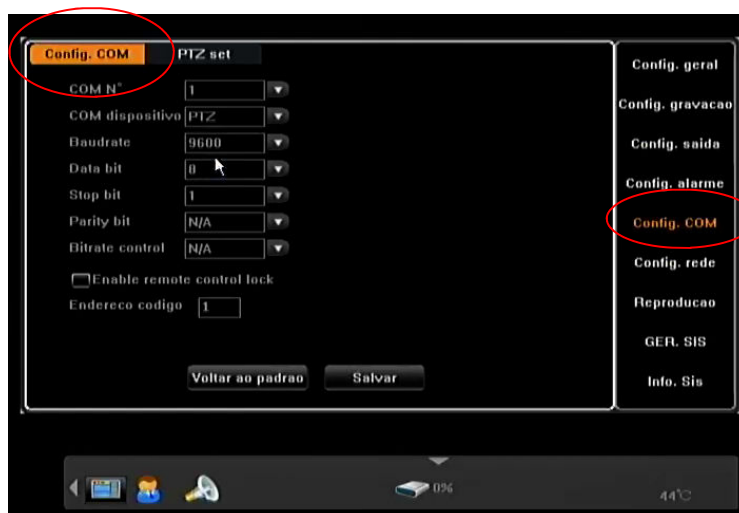 Config. COM PTZ set
COM N° 1
COM dispositivo PTZ
Baudrate 9600
Data bit 8
Stop bit 1
Parity bit N/A
Bitrate control N/A
Enable remote control lock
Endereco codigo 1
Voltar ao padrao Salvar
Config. geral
Config. gravacao
Config. saida
Config. alarme
Config. COM
Config. rede
Reproducao
GER. SIS
Info. Sis
0%
44°C